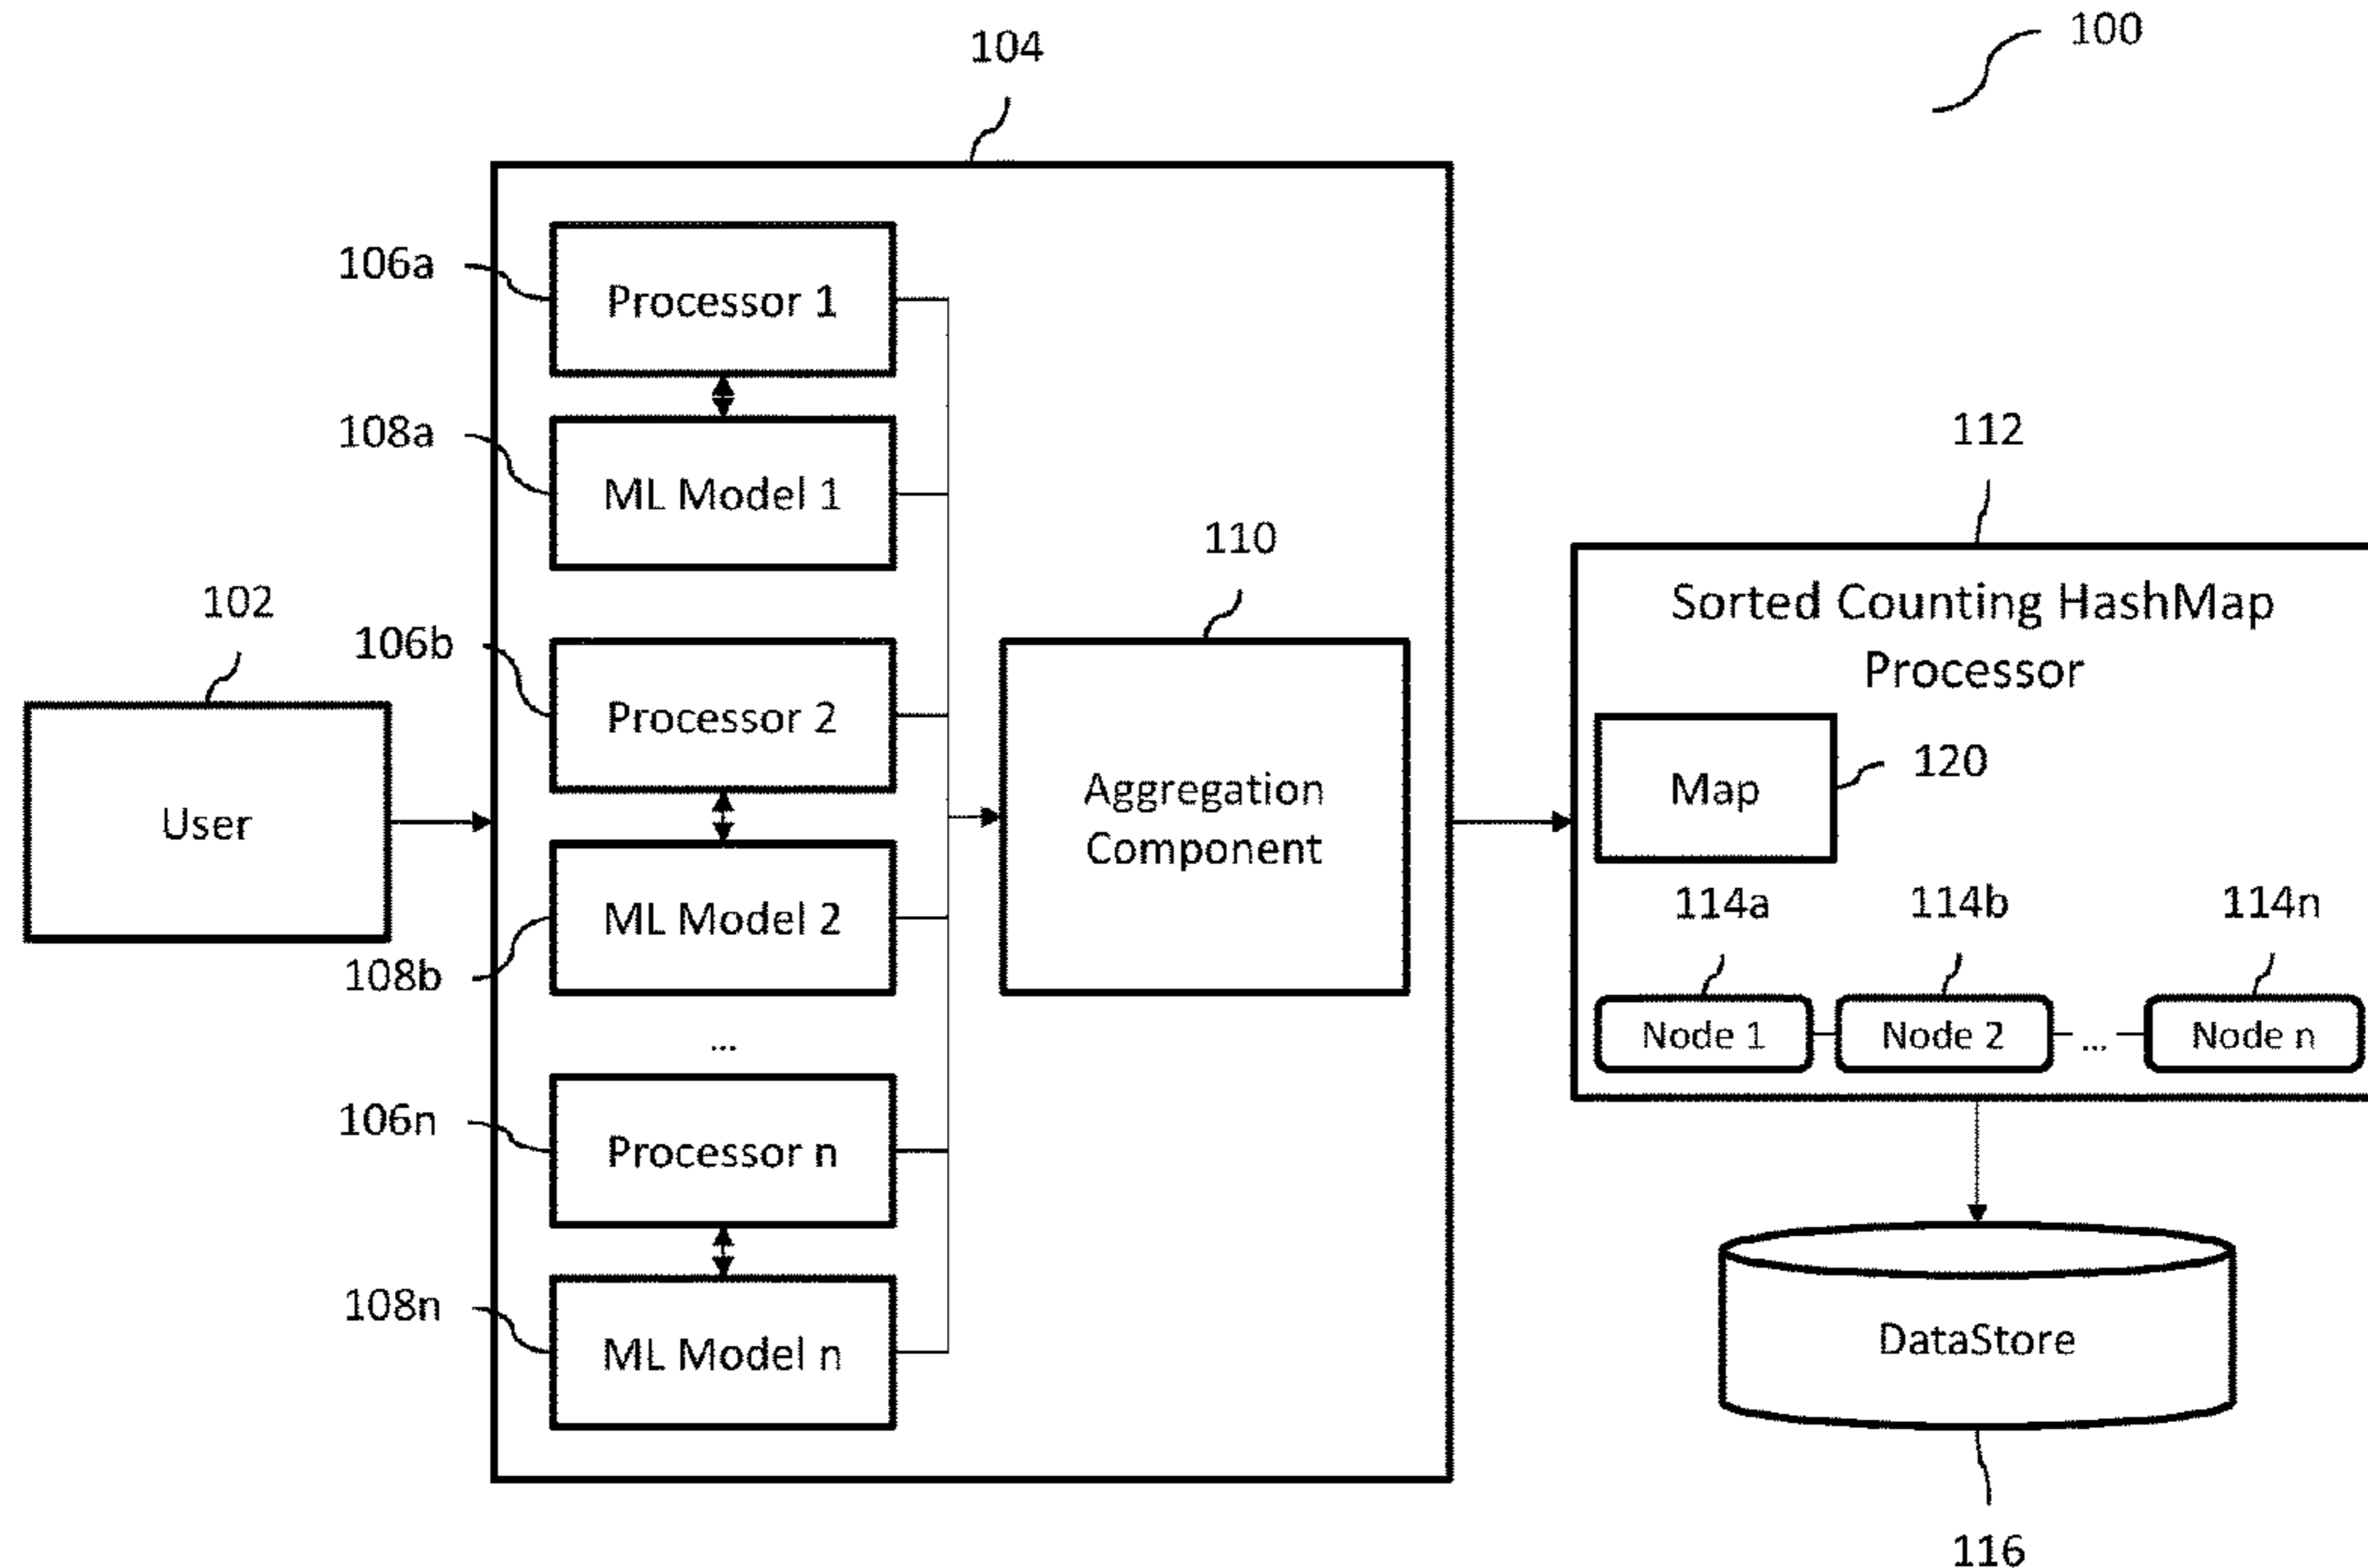 100
104
106a
Processor 1
108a
ML Model 1
112
110
Sorted Counting HashMap
Processor
102
106b
Processor 2
Map
120
User
Aggregation
Component
ML Model 2
108b
114a
114b
114n
Node 1
Node 2
...
Node n
...
106n
Processor n
108n
ML Model n
DataStore
116